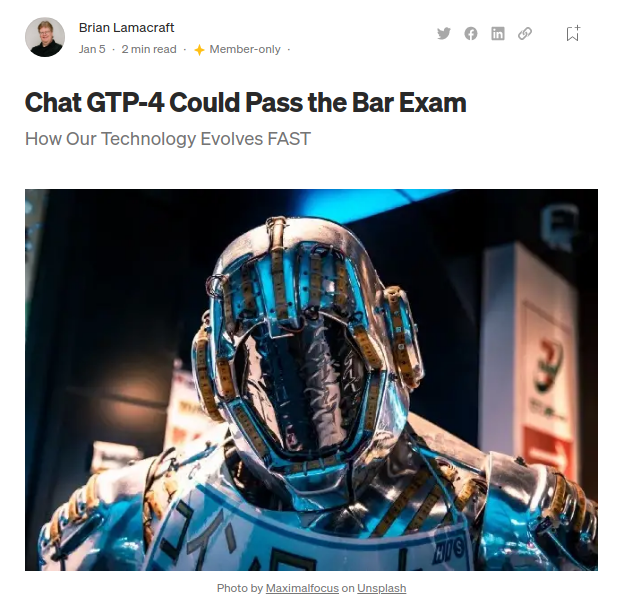 Brian Lamacraft
Jan 5 · 2 min read · Member-only ·
Chat GTP-4 Could Pass the Bar Exam
How Our Technology Evolves FAST
HIS
Photo by Maximalfocus on Unsplash